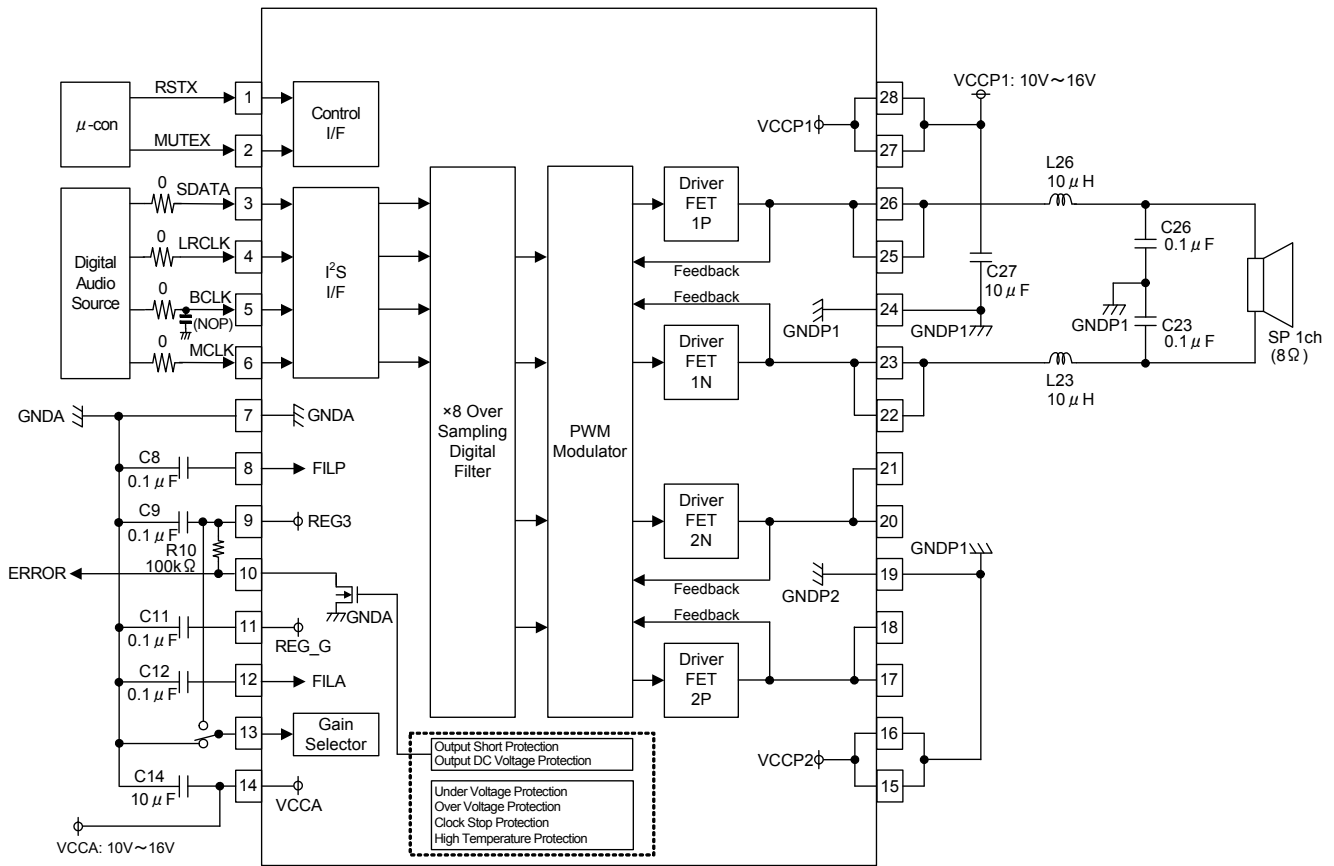 μ-con
RSTX
MUTEX
1
2
Control
I/F
Digital
Audio
Source
0
SDATA
0
LRCLK
0
BCLK
(NOP)
0
MCLK
3
4
5
6
I²S
I/F
GNDA
7
GNDA
C8
0.1μF
8
FILP
C9
0.1μF
9
REG3
R10
100kΩ
ERROR
10
GNDA
C11
0.1μF
11
REG_G
C12
0.1μF
12
FILA
13
Gain
Selector
C14
10μF
14
VCCA
VCCA: 10V~16V
×8 Over
Sampling
Digital
Filter
PWM
Modulator
Driver
FET
1P
Feedback
Feedback
Driver
FET
1N
Driver
FET
2N
Feedback
Feedback
Driver
FET
2P
Output Short Protection
Output DC Voltage Protection
Under Voltage Protection
Over Voltage Protection
Clock Stop Protection
High Temperature Protection
VCCP1
28
27
VCCP1: 10V~16V
26
25
L26
10μH
C26
0.1μF
C27
10μF
GNDP1
24
GNDP1
GNDP1
C23
0.1μF
SP 1ch
(8Ω)
23
22
L23
10μH
21
20
GNDP1
GNDP2
19
18
17
VCCP2
16
15